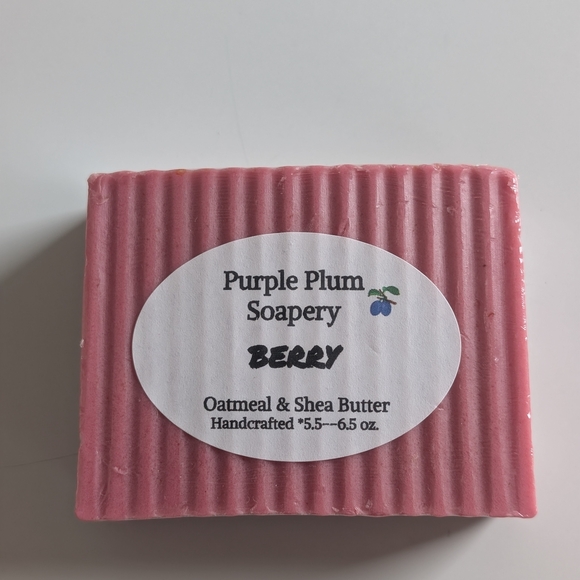 Purple Plum
Soapery
BERRY
Oatmeal & Shea Butter
Handcrafted *5.5---6.5 oz.